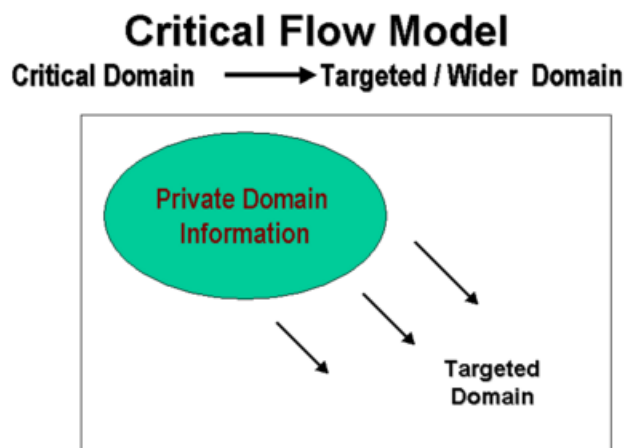 Critical Flow Model
Critical Domain Targeted / Wider Domain
Private Domain
Information
Targeted
Domain